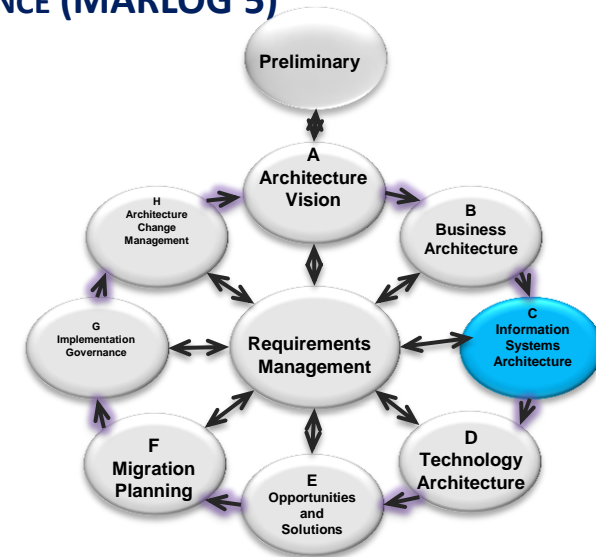 NCE (MARLOG 5)
Preliminary
A
Architecture
Vision
H
Architecture
Change
Management
B
Business
Architecture
G
Implementation
Governance
Requirements
Management
C
Information
Systems
Architecture
F
Migration
Planning
E
Opportunities
and
Solutions
D
Technology
Architecture